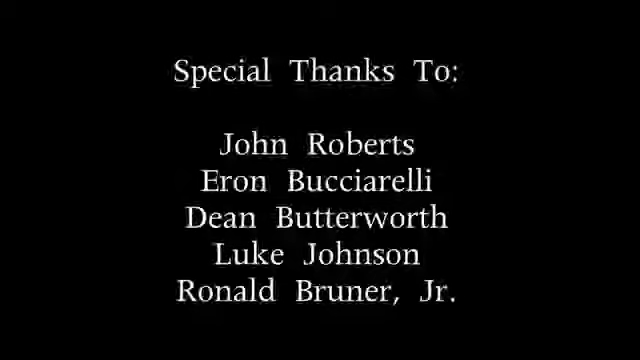 Special Thanks To:
John Roberts
Eron Bucciarelli
Dean Butterworth
Luke Johnson
Ronald Bruner, Jr.